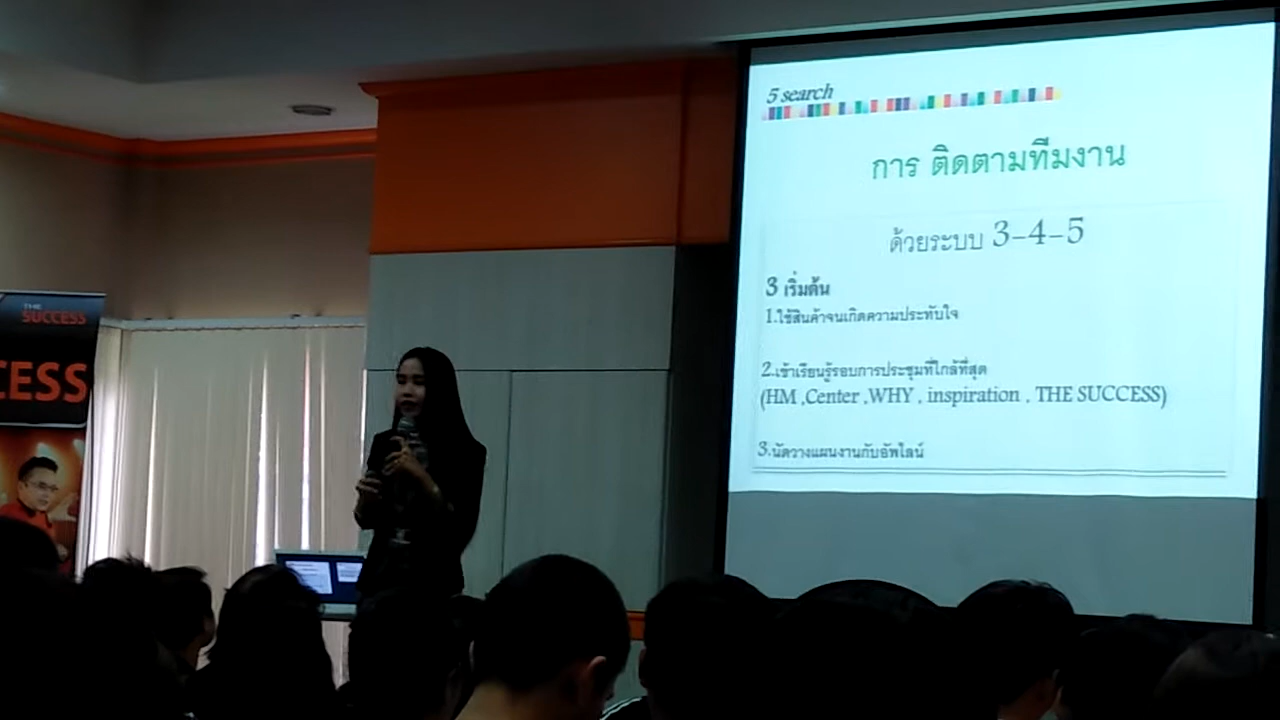 THE
SUCCESS
CESS
5 search
การ ติดตามทีมงาน
ด้วยระบบ 3-4-5
3 เริ่มต้น
1.ใช้สินค้าจนเกิดความประทับใจ
2.เข้าเรียนรู้รอบการประชุมที่ใกล้ที่สุด
(HM ,Center ,WHY , inspiration , THE SUCCESS)
3.นัดวางแผนงานกับอัพไลน์